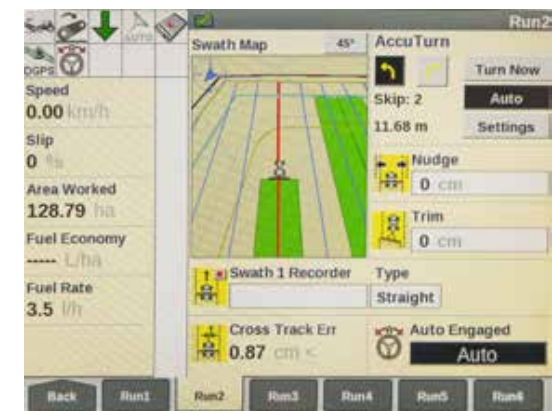 Run2
AUTO
DGPS
Speed
0.00 km/h
Slip
0 %
Area Worked
128.79 ha
Fuel Economy
----- L/ha
Fuel Rate
3.5 l/h
Swath Map
45°
AccuTurn
Turn Now
Skip: 2
Auto
11.68 m
Settings
Nudge
0 cm
Trim
0 cm
Swath 1 Recorder
Type
Straight
Cross Track Err
0.87 cm <
Auto Engaged
Auto
Back
Run1
Run2
Run3
Run4
Run5
Run6